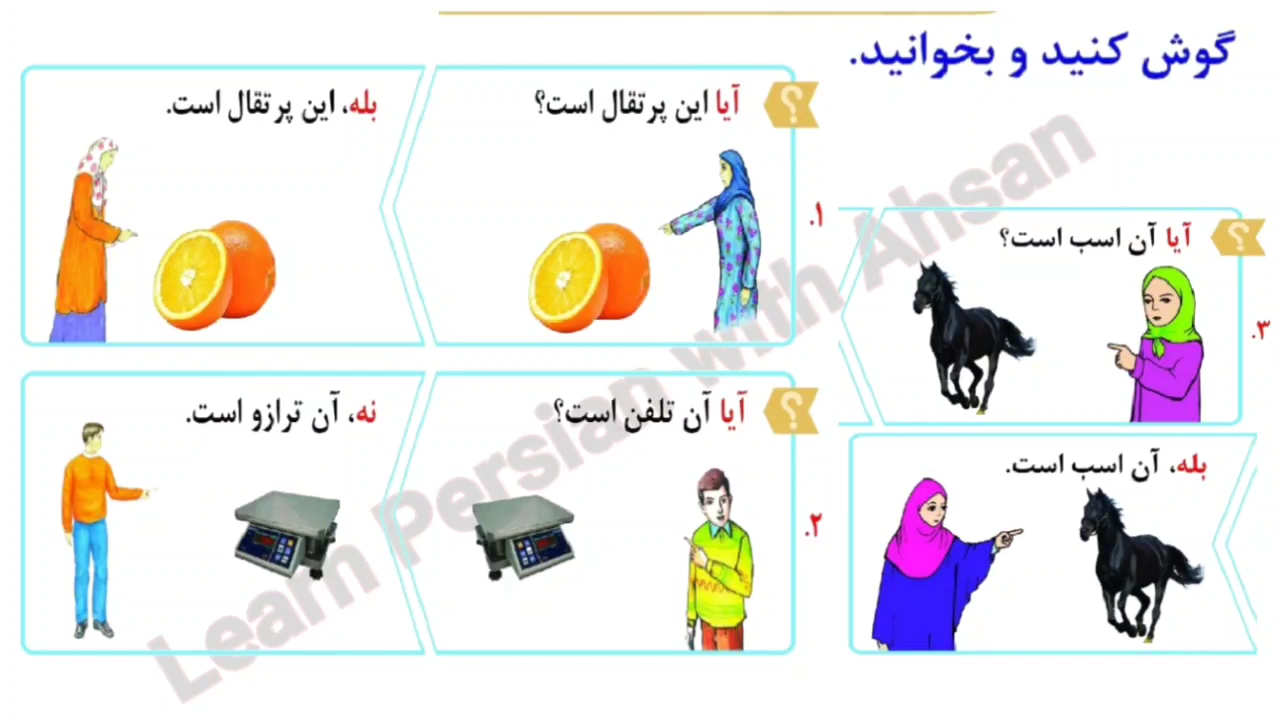 گوش کنید و بخوانید.
؟
آیا این پرتقال است؟
بله، این پرتقال است.
۱.
؟
آیا آن تلفن است؟
نه، آن ترازو است.
۲.
؟
آیا آن اسب است؟
۳.
بله، آن اسب است.
Learn Persian with Ahsan